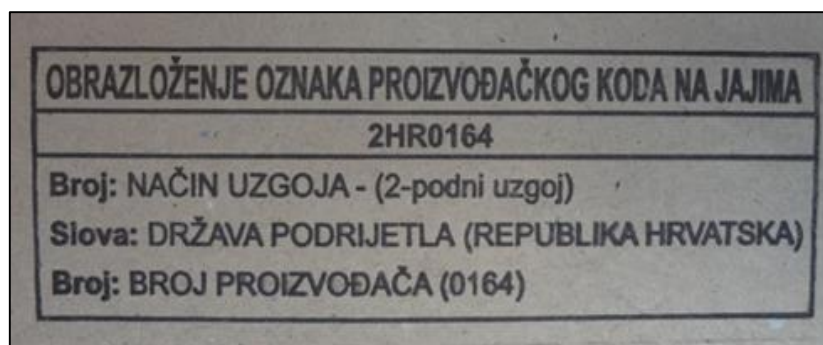 OBRAZLOŽENJE OZNAKA PROIZVOĐAČKOG KODA NA JAJIMA
2HR0164
Broj: NAČIN UZGOJA - (2-podni uzgoj)
Slova: DRŽAVA PODRIJETLA (REPUBLIKA HRVATSKA)
Broj: BROJ PROIZVOĐAČA (0164)